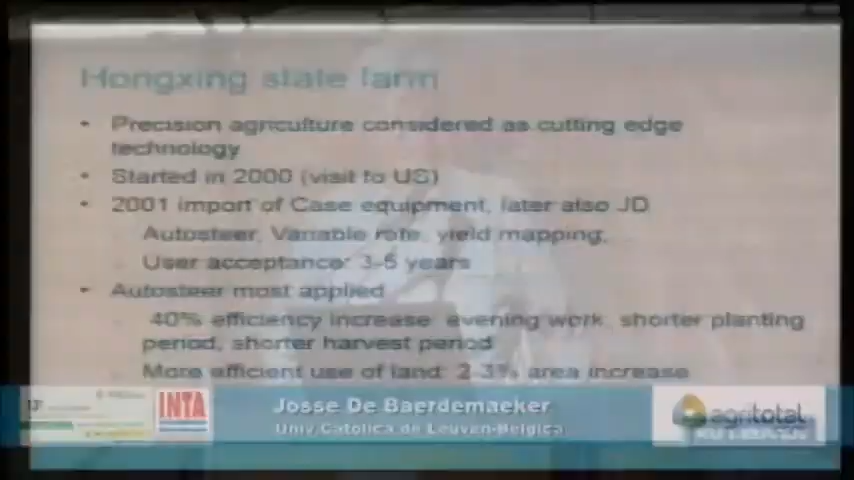 Hongxing state farm
• Precision agriculture considered as cutting edge
technology
• Started in 2000 (visit to US)
• 2001 import of Case equipment, later also JD
Autosteer, Variable rate, yield mapping,
User acceptance: 3-5 years
• Autosteer most applied
40% efficiency increase: evening work, shorter planting
period, shorter harvest period
More efficient use of land: 2-3% area increase
INTA
Josse De Baerdemaeker
agritotal
Univ.Catolica de Leuven-Belgica